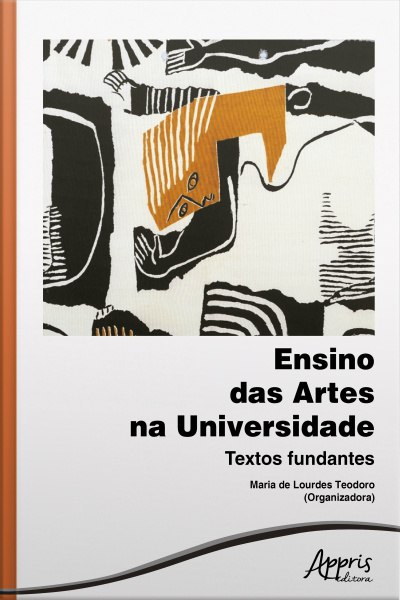 Ensino
das Artes
na Universidade
Textos fundantes
Maria de Lourdes Teodoro
(Organizadora)
Appris
editora